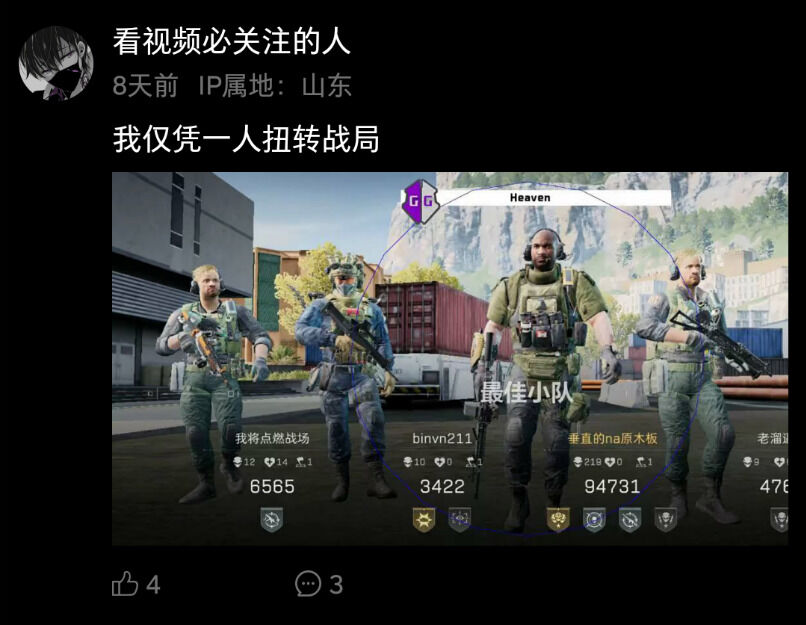 看视频必关注的人
8天前 IP属地：山东
我仅凭一人扭转战局
GG
Heaven
最佳小队
我将点燃战场 binvn211 垂直的na原木板
12 14 1 10 0 1 219 0 1 9
6565 3422 94731 476
4 3